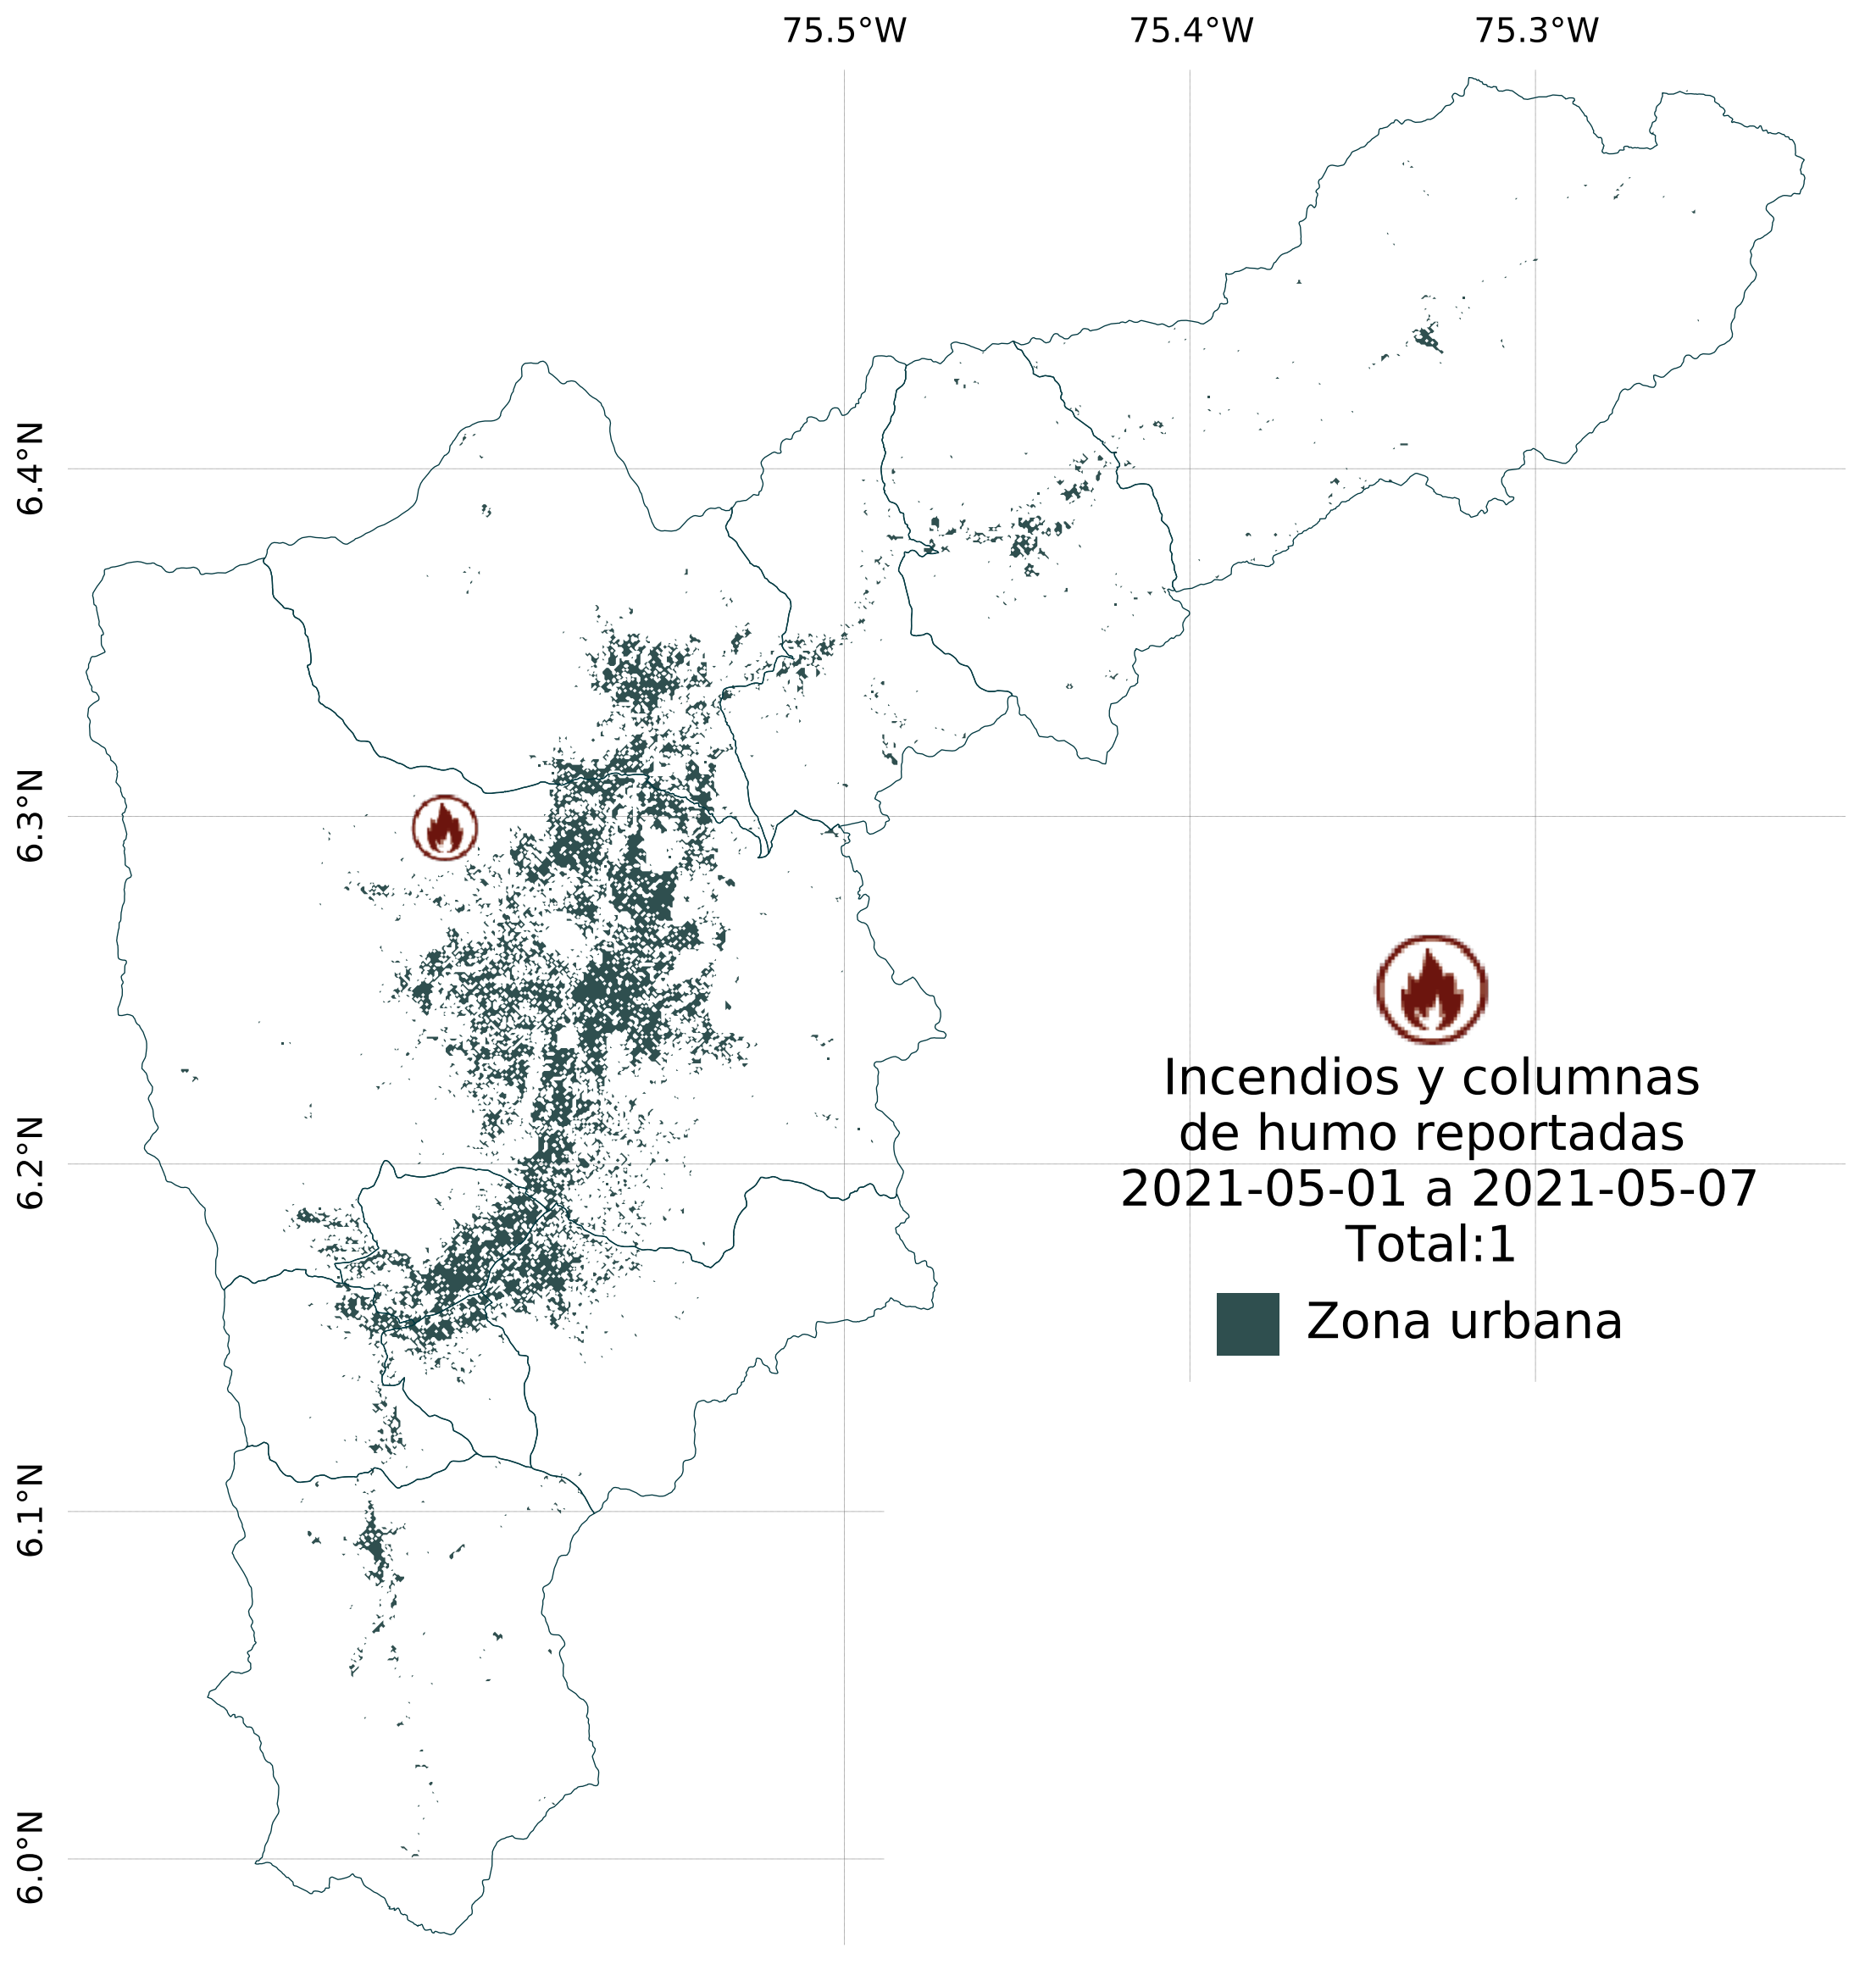 75.5°W 75.4°W 75.3°W
6.4°N
6.3°N
6.2°N
6.1°N
6.0°N
Incendios y columnas
de humo reportadas
2021-05-01 a 2021-05-07
Total:1
Zona urbana